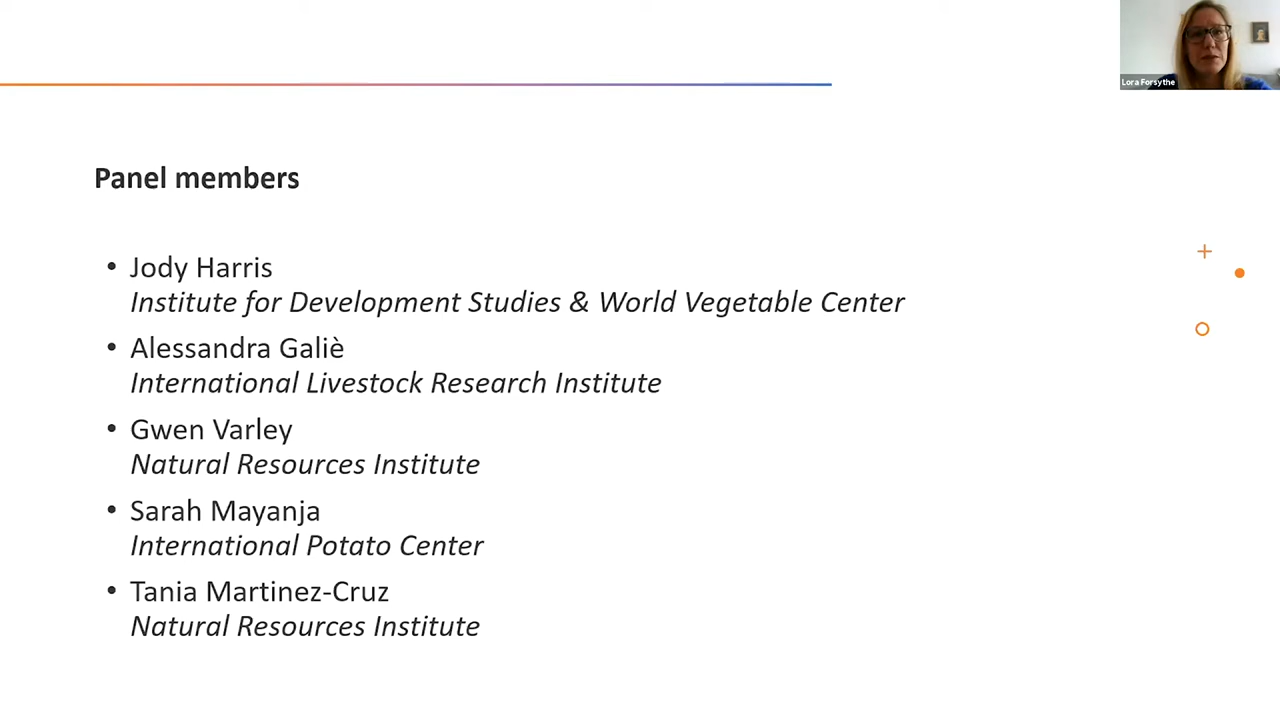 Lora Forsythe
Panel members
• Jody Harris
Institute for Development Studies & World Vegetable Center
• Alessandra Galiè
International Livestock Research Institute
• Gwen Varley
Natural Resources Institute
• Sarah Mayanja
International Potato Center
• Tania Martinez-Cruz
Natural Resources Institute